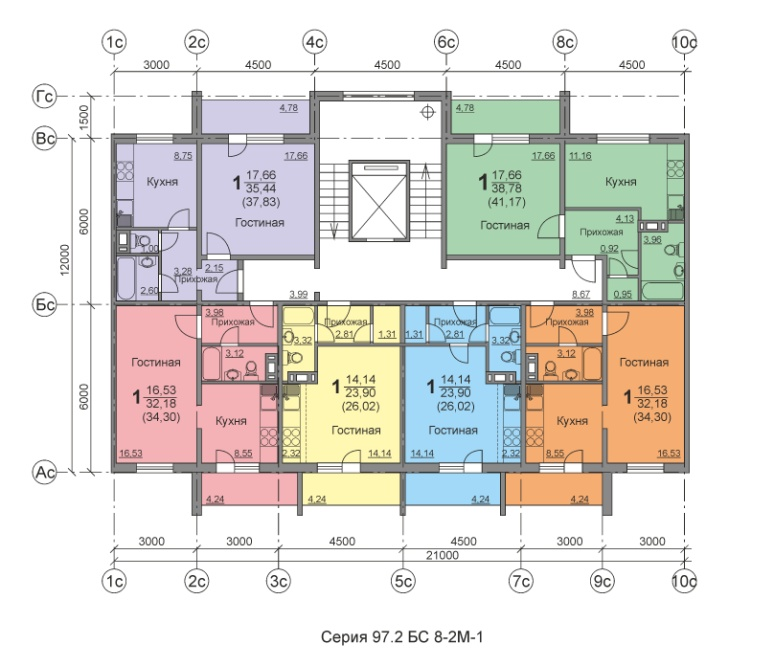 1с 2с 4с 6с 8с 10с
3000 4500 4500 4500
Гс
1500
4,78 4,78
Вс
8.75 17.66 17.66 11.16
Кухня
1 17,66
35,44
(37,83)
Гостиная
1 17,66
38,78
(41,17)
Гостиная
Кухня
6000
12000
4.13
Прихожая
1.00 0.92 3.96
3.28 2.15
Прихожая
2.60 3.99 8.67 0.95
Бс
3.98 Прихожая
3.32 Прихожая 2.81 1.31
1.31 Прихожая 2.81 3.32
3.98 Прихожая
3.12 3.12
Гостиная
1 16,53
32,18
(34,30)
1 14,14
23,90
(26,02)
Гостиная
1 14,14
23,90
(26,02)
Гостиная
Гостиная
1 16,53
32,18
(34,30)
6000
Кухня Кухня
16.53 8.55 2.32 14.14 14.14 2.32 8.55 16.53
Ас
4.24 4.24 4.24 4.24
3000 3000 4500 4500 3000 3000
21000
1с 2с 3с 5с 7с 9с 10с
Серия 97.2 БС 8-2М-1